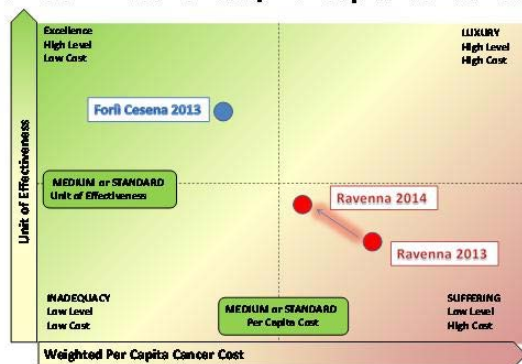 Excellence
High Level
Low Cost
LUXURY
High Level
High Cost
Forlì Cesena 2013
Unit of Effectiveness
MEDIUM or STANDARD
Unit of Effectiveness
Ravenna 2014
Ravenna 2013
INADEQUACY
Low Level
Low Cost
MEDIUM or STANDARD
Per Capita Cost
SUFFERING
Low Level
High Cost
Weighted Per Capita Cancer Cost